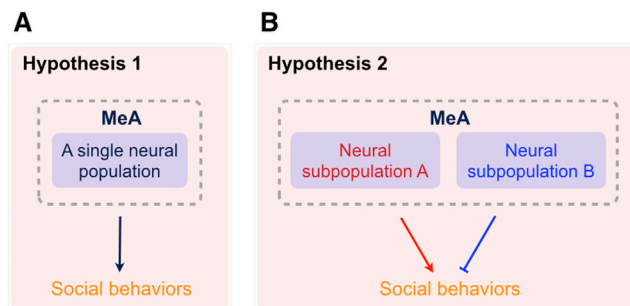 A
Hypothesis 1
MeA
A single neural
population
Social behaviors
B
Hypothesis 2
MeA
Neural
subpopulation A
Neural
subpopulation B
Social behaviors